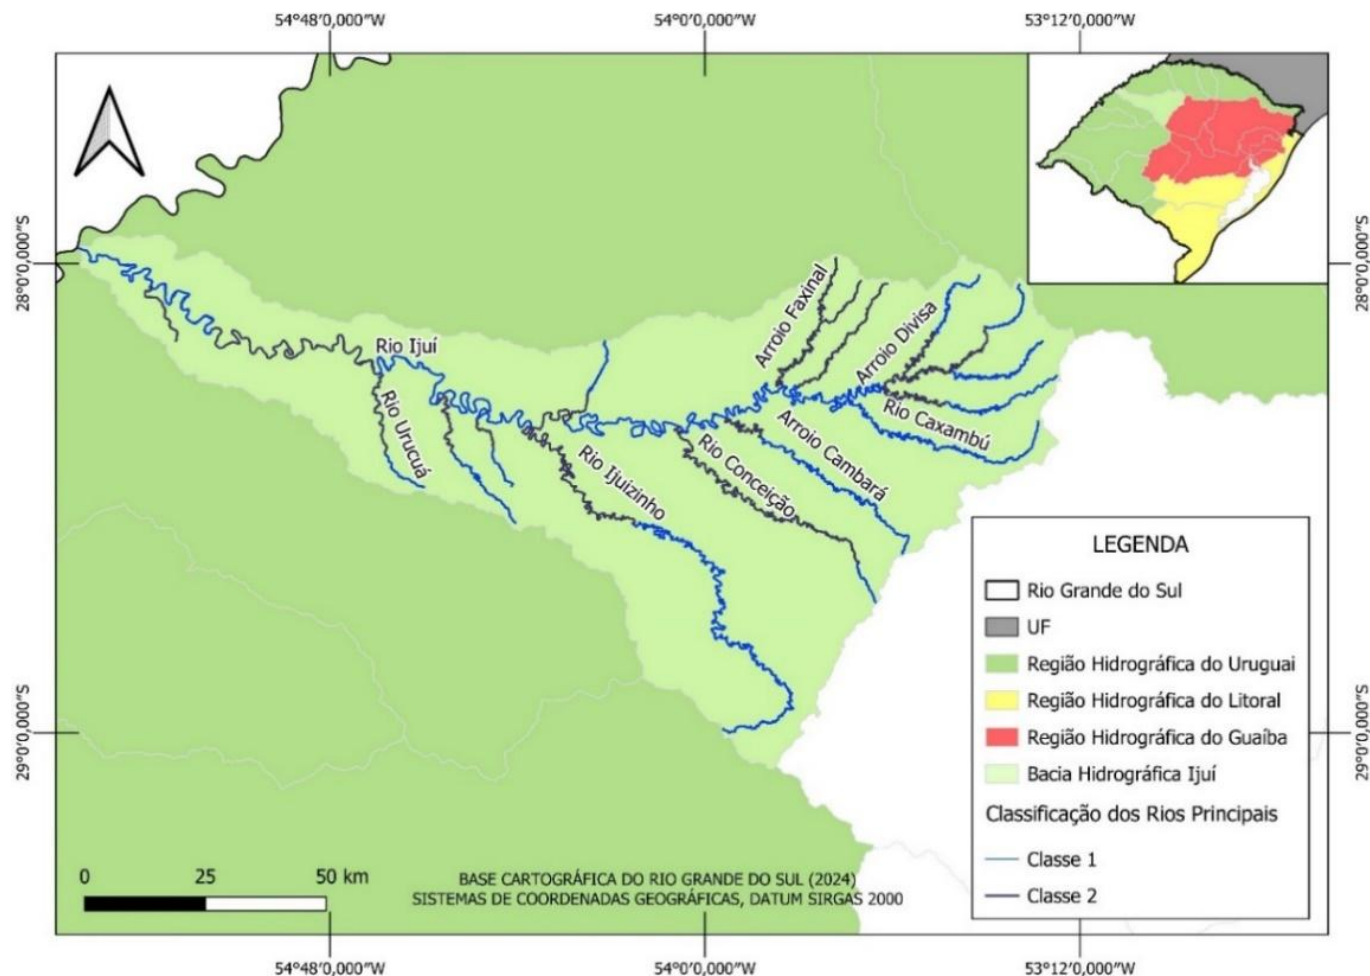 54°48'0,000"W
54°0'0,000"W
53°12'0,000"W
28°0'0,000"S
28°0'0,000"S
Arroio Faxinal
Arroio Divisa
Rio Ijuí
Rio Urucuá
Rio Caxambú
Arroio Cambará
Rio Conceição
Rio Ijuizinho
LEGENDA
Rio Grande do Sul
UF
Região Hidrográfica do Uruguai
Região Hidrográfica do Litoral
Região Hidrográfica do Guaíba
Bacia Hidrográfica Ijuí
Classificação dos Rios Principais
Classe 1
Classe 2
29°0'0,000"S
29°0'0,000"S
0 25 50 km
BASE CARTOGRÁFICA DO RIO GRANDE DO SUL (2024)
SISTEMAS DE COORDENADAS GEOGRÁFICAS, DATUM SIRGAS 2000
54°48'0,000"W
54°0'0,000"W
53°12'0,000"W